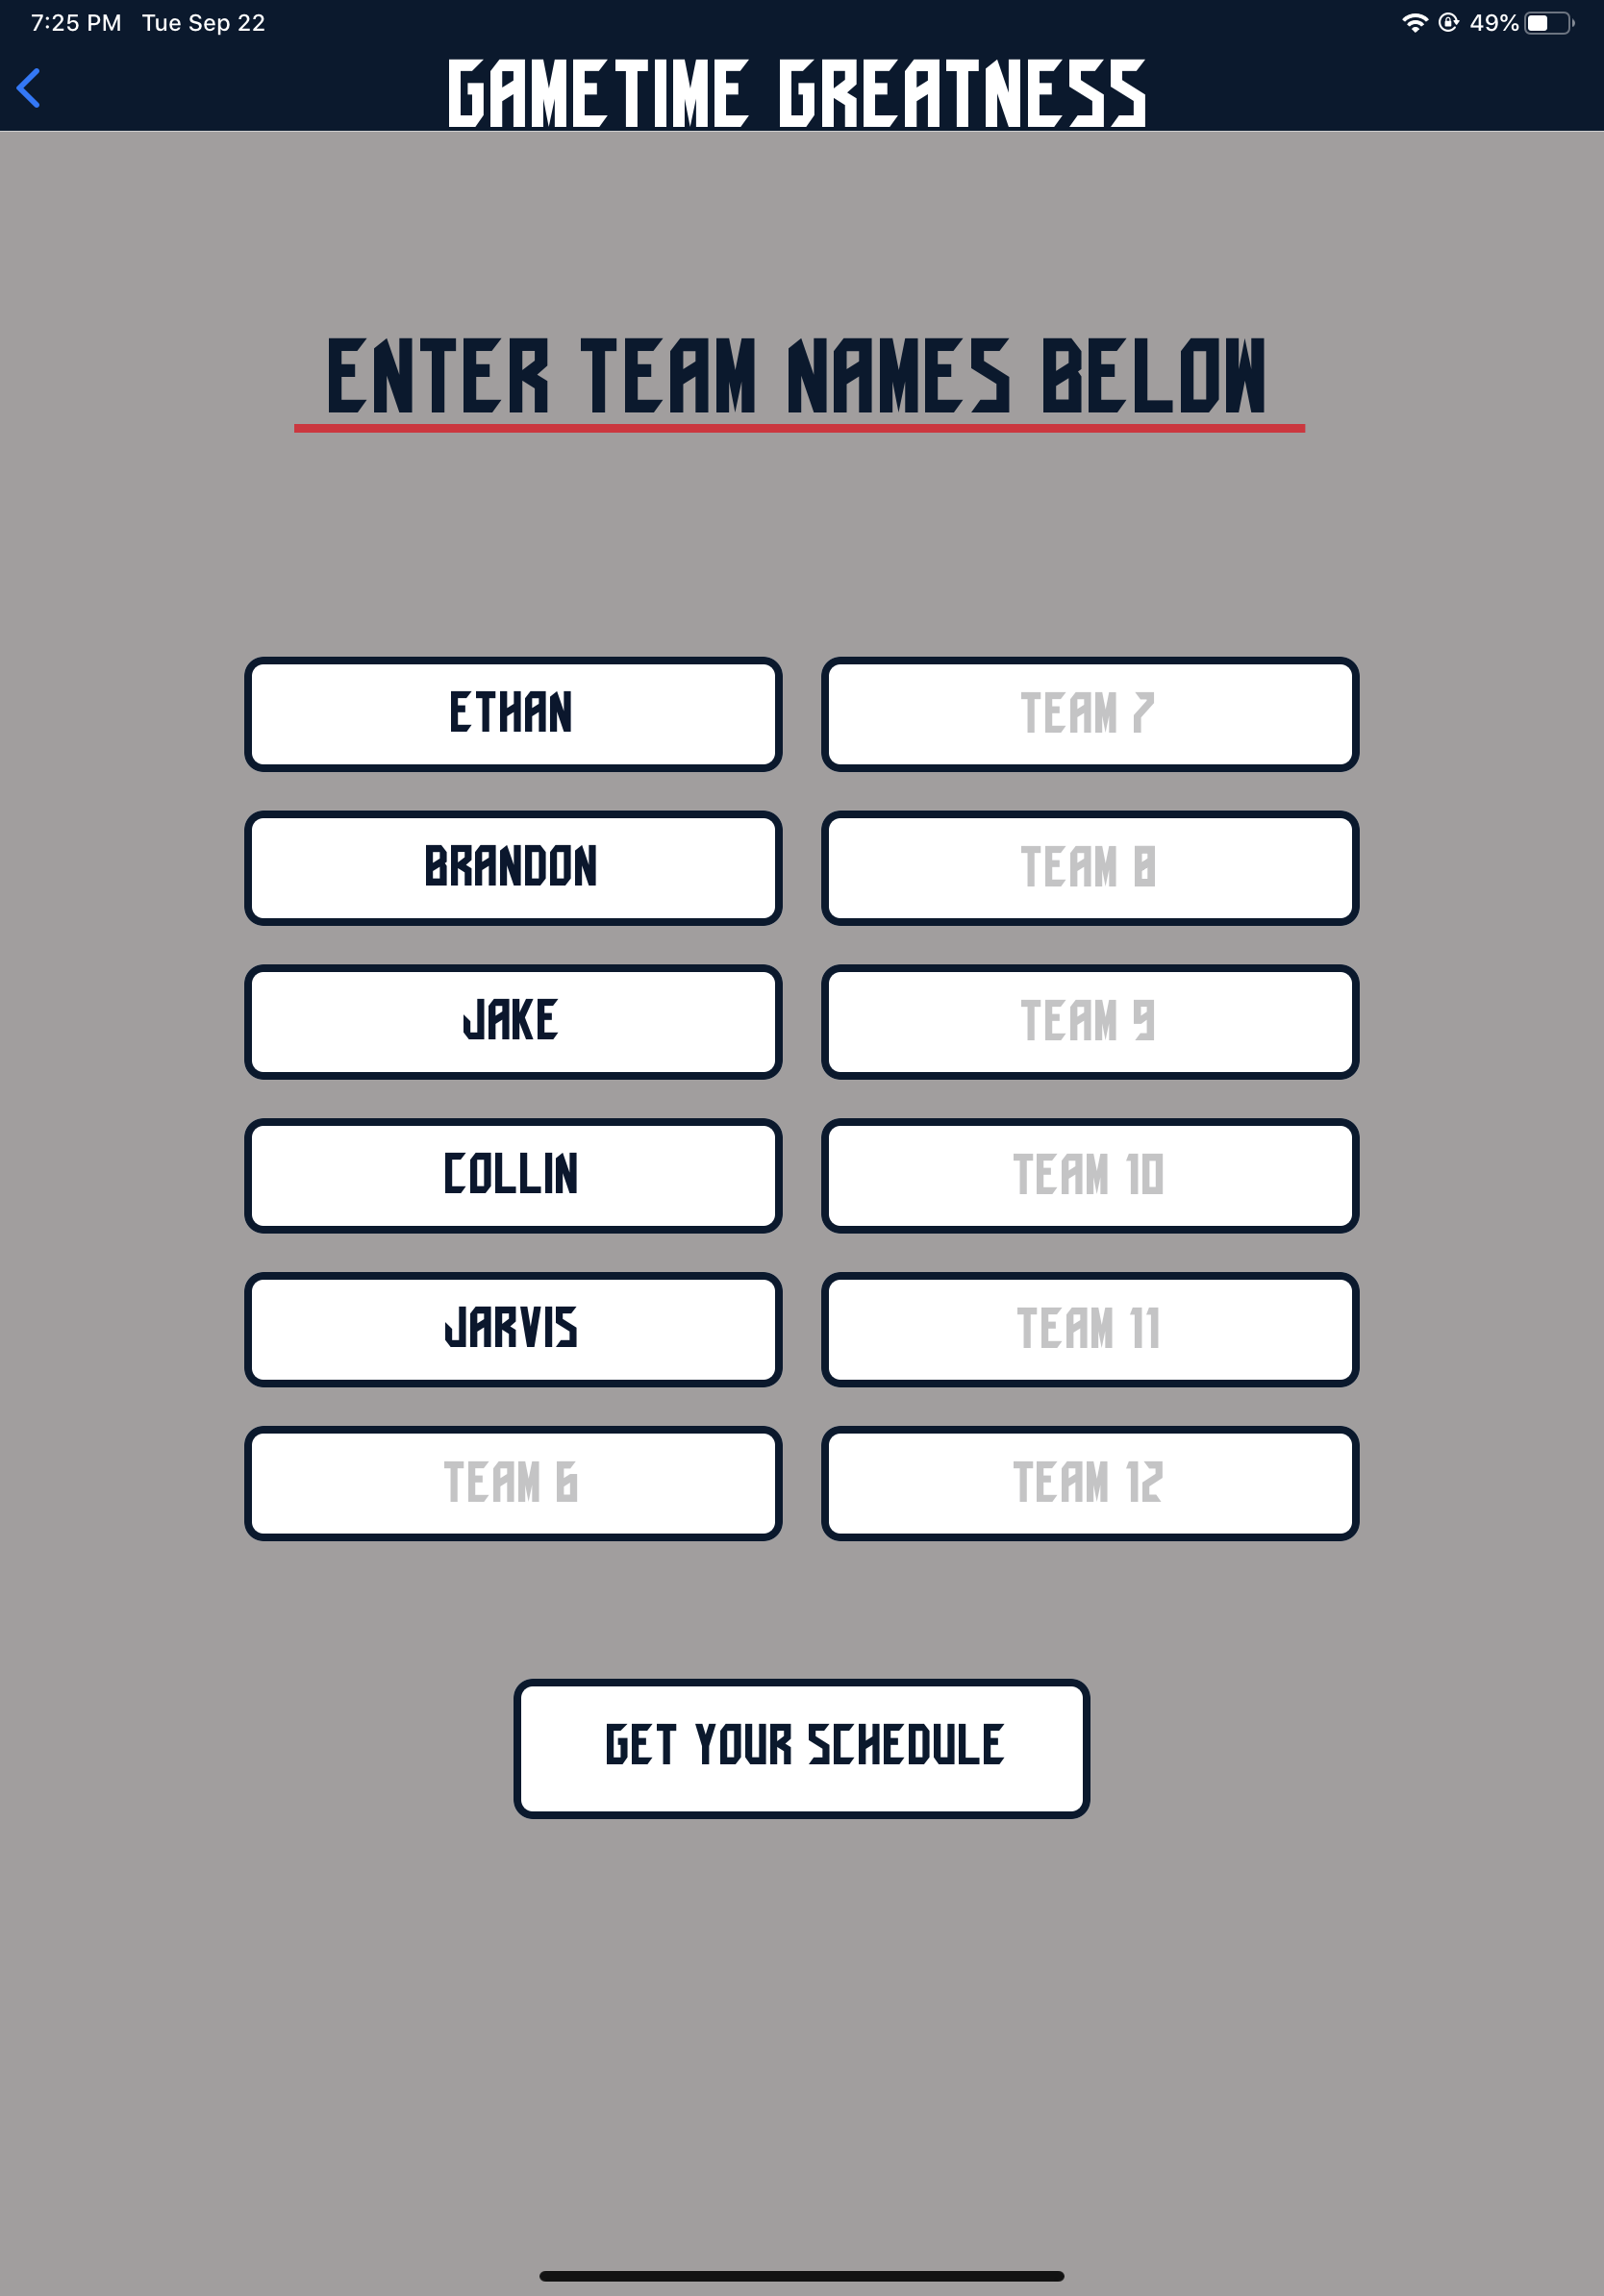 7:25 PM Tue Sep 22 49%
GAMETIME GREATNESS
ENTER TEAM NAMES BELOW
ETHAN
TEAM 7
BRANDON
TEAM 8
JAKE
TEAM 9
COLLIN
TEAM 10
JARVIS
TEAM 11
TEAM 6
TEAM 12
GET YOUR SCHEDULE